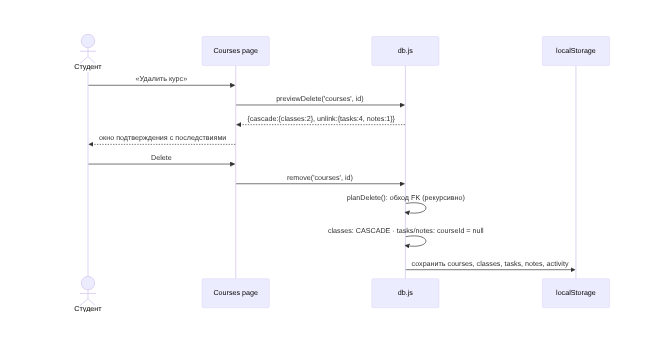 Студент
Courses page
db.js
localStorage
«Удалить курс»
previewDelete('courses', id)
{cascade:{classes:2}, unlink:{tasks:4, notes:1}}
окно подтверждения с последствиями
Delete
remove('courses', id)
planDelete(): обход FK (рекурсивно)
classes: CASCADE · tasks/notes: courseId = null
сохранить courses, classes, tasks, notes, activity
Студент
Courses page
db.js
localStorage